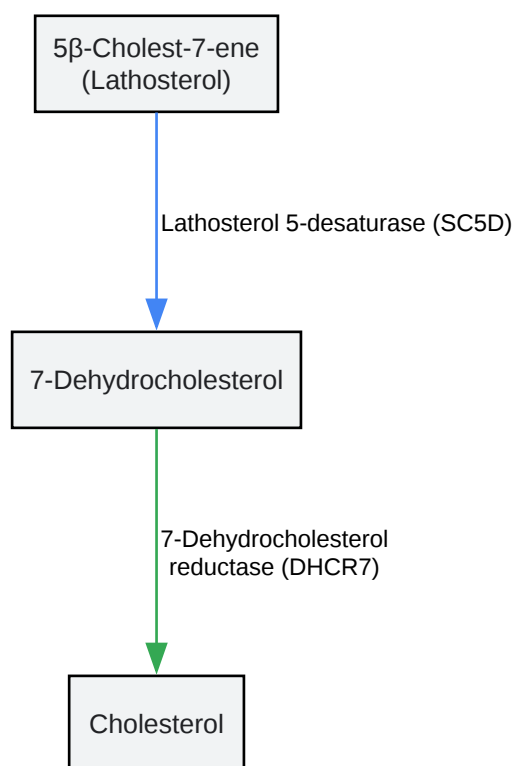 5β-Cholest-7-ene
(Lathosterol)
Lathosterol 5-desaturase (SC5D)
7-Dehydrocholesterol
7-Dehydrocholesterol
reductase (DHCR7)
Cholesterol